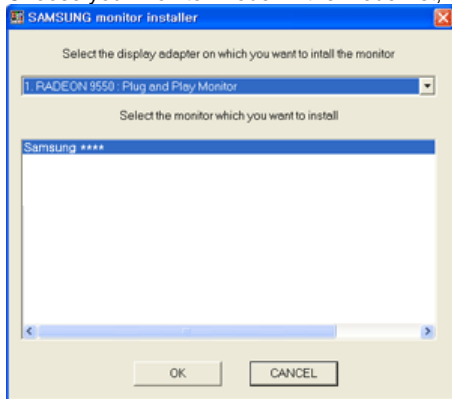 SAMSUNG monitor installer
Select the display adapter on which you want to intall the monitor
1. RADEON 9550 : Plug and Play Monitor
Select the monitor which you want to install
Samsung ****
OK
CANCEL